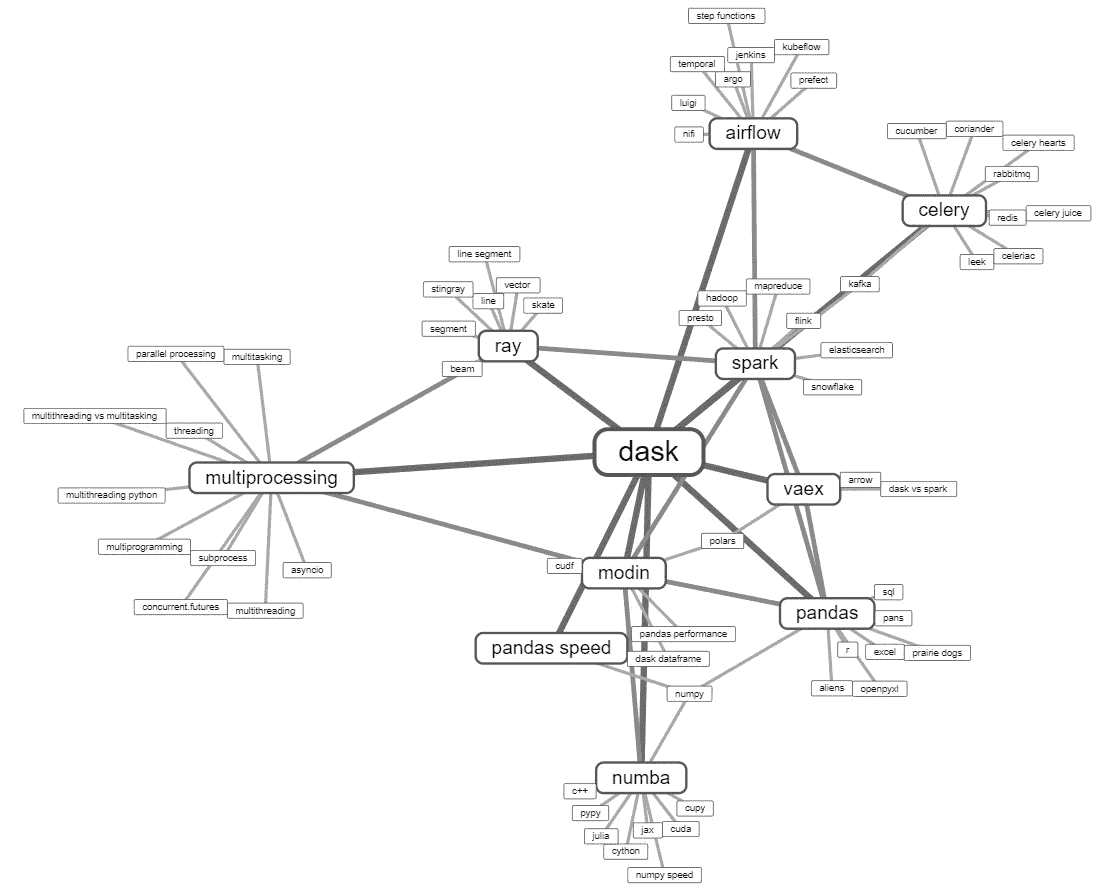 step functions
jenkins
kubeflow
temporal
argo
prefect
luigi
nifi
airflow
cucumber
coriander
celery hearts
rabbitmq
celery
redis
celery juice
leek
celeriac
line segment
stingray
vector
line
skate
segment
ray
beam
hadoop
mapreduce
kafka
presto
flink
spark
elasticsearch
snowflake
parallel processing
multitasking
multithreading vs multitasking
threading
multiprocessing
multithreading python
multiprogramming
subprocess
asyncio
concurrent.futures
multithreading
dask
vaex
arrow
dask vs spark
polars
cudf
modin
pandas
sql
pans
r
excel
prairie dogs
aliens
openpyxl
pandas speed
pandas performance
dask dataframe
numpy
numba
c++
pypy
cupy
julia
jax
cuda
cython
numpy speed